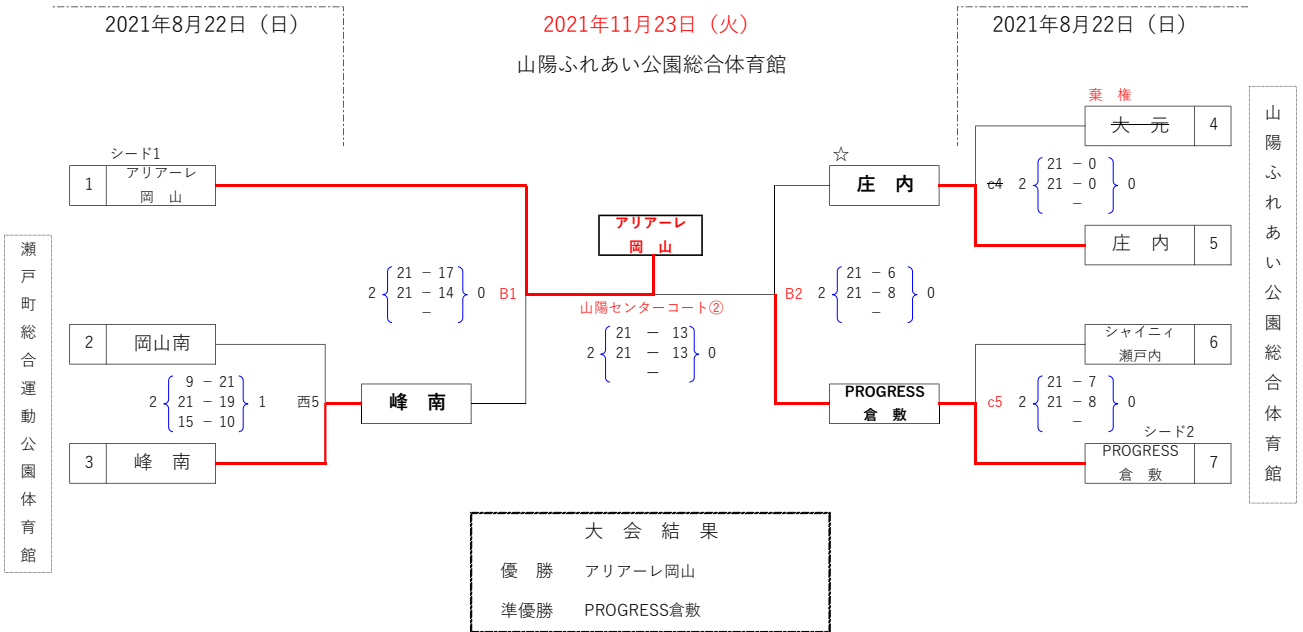 2021年8月22日（日）
2021年11月23日（火）
2021年8月22日（日）
山陽ふれあい公園総合体育館
棄　権
大　元
4
シード1
1
アリアーレ
岡　山
☆
庄　内
c4
2
21 － 0
21 － 0
－
0
庄　内
5
山陽ふれあい公園総合体育館
瀬戸町総合運動公園体育館
アリアーレ
岡　山
2
21 － 17
21 － 14
－
0
B1
山陽センターコート②
2
21 － 13
21 － 13
－
0
B2
2
21 － 6
21 － 8
－
0
2
岡山南
シャイニィ
瀬戸内
6
2
9 － 21
21 － 19
15 － 10
1
西5
峰　南
PROGRESS
倉　敷
c5
2
21 － 7
21 － 8
－
0
3
峰　南
シード2
PROGRESS
倉　敷
7
大　会　結　果
優　勝　アリアーレ岡山
準優勝　PROGRESS倉敷